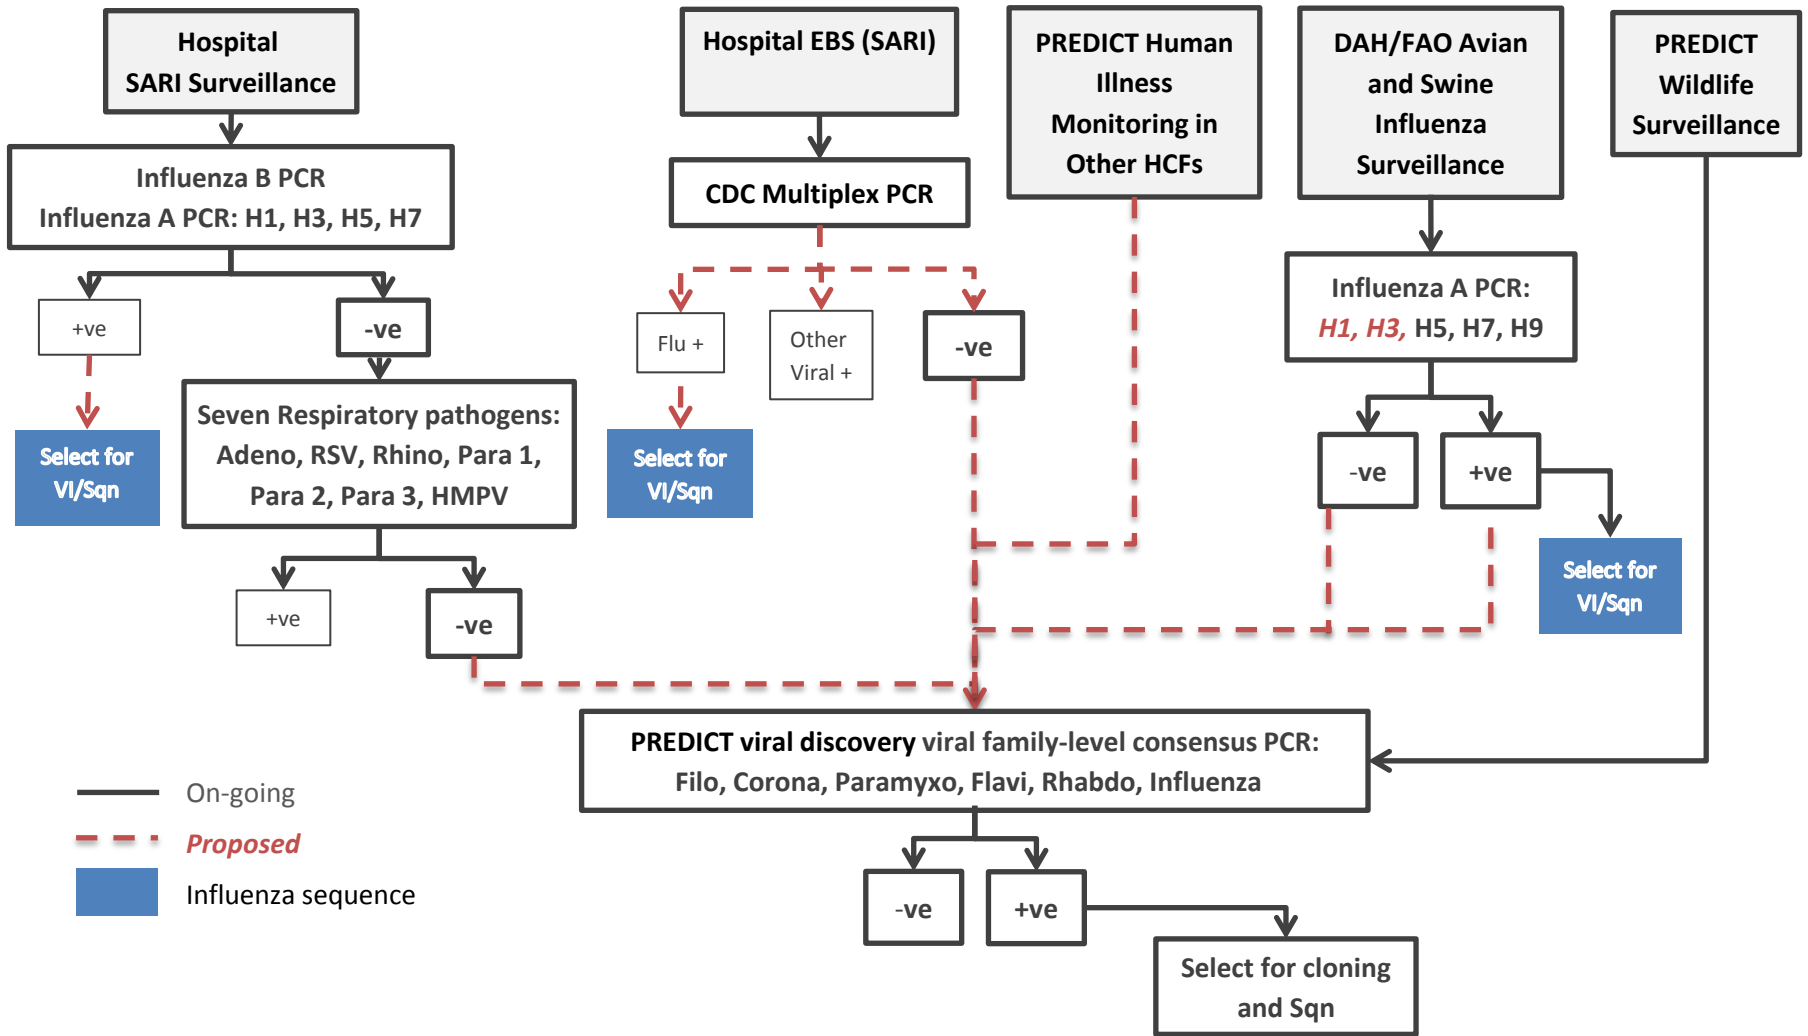 Hospital
SARI Surveillance
Hospital EBS (SARI)
PREDICT Human
Illness
Monitoring in
Other HCFs
DAH/FAO Avian
and Swine
Influenza
Surveillance
PREDICT
Wildlife
Surveillance
Influenza B PCR
Influenza A PCR: H1, H3, H5, H7
CDC Multiplex PCR
Influenza A PCR:
H1, H3, H5, H7, H9
+ve
-ve
Flu +
Other
Viral +
-ve
Select for
VI/Sqn
Seven Respiratory pathogens:
Adeno, RSV, Rhino, Para 1,
Para 2, Para 3, HMPV
Select for
VI/Sqn
-ve
+ve
Select for
VI/Sqn
+ve
-ve
PREDICT viral discovery viral family-level consensus PCR:
Filo, Corona, Paramyxo, Flavi, Rhabdo, Influenza
On-going
Proposed
Influenza sequence
-ve
+ve
Select for cloning
and Sqn